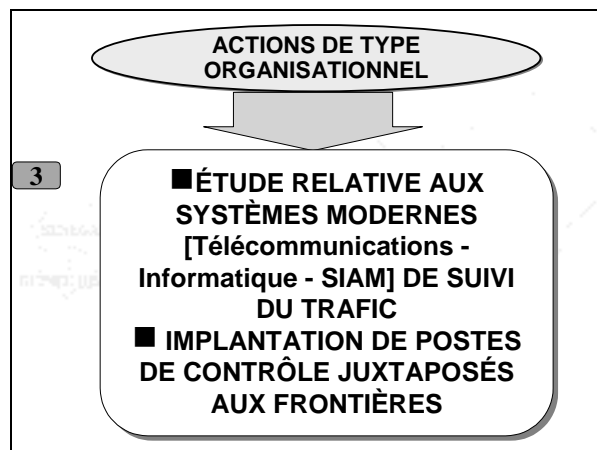 ACTIONS DE TYPE
ORGANISATIONNEL
3
■ÉTUDE RELATIVE AUX
SYSTÈMES MODERNES
[Télécommunications -
Informatique - SIAM] DE SUIVI
DU TRAFIC
■ IMPLANTATION DE POSTES
DE CONTRÔLE JUXTAPOSÉS
AUX FRONTIÈRES